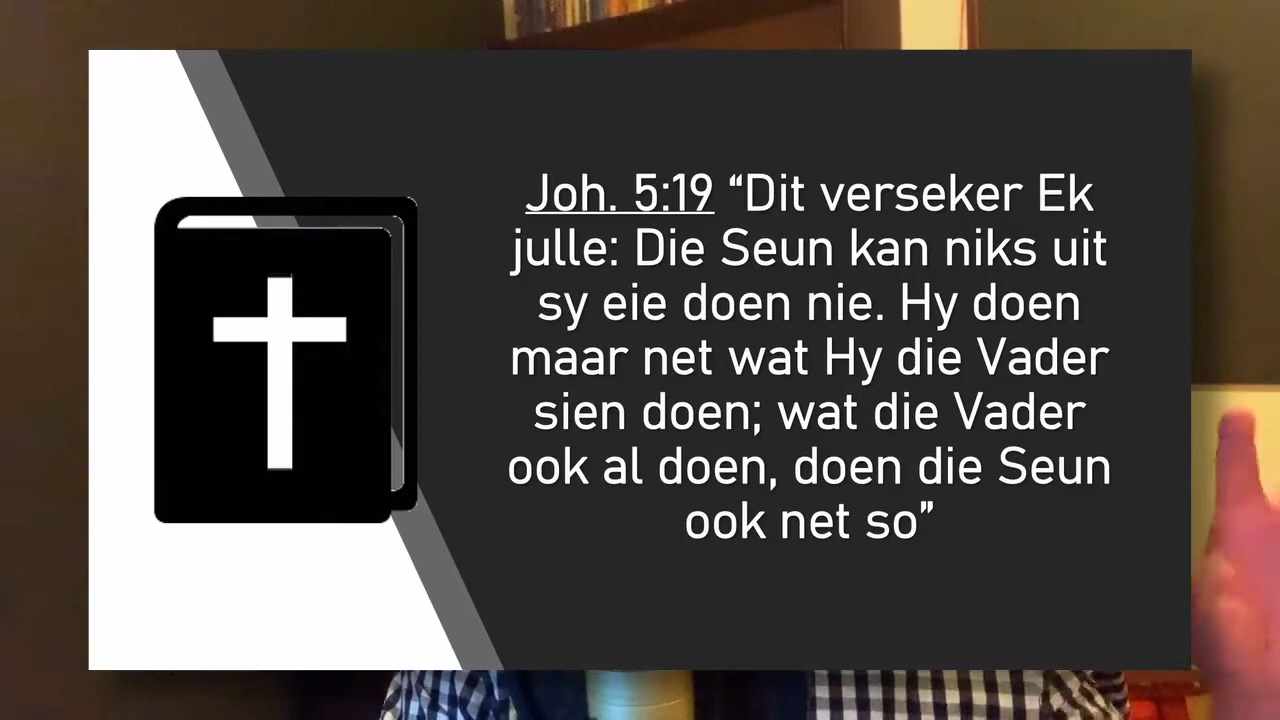 Joh. 5:19 “Dit verseker Ek
julle: Die Seun kan niks uit
sy eie doen nie. Hy doen
maar net wat Hy die Vader
sien doen; wat die Vader
ook al doen, doen die Seun
ook net so”